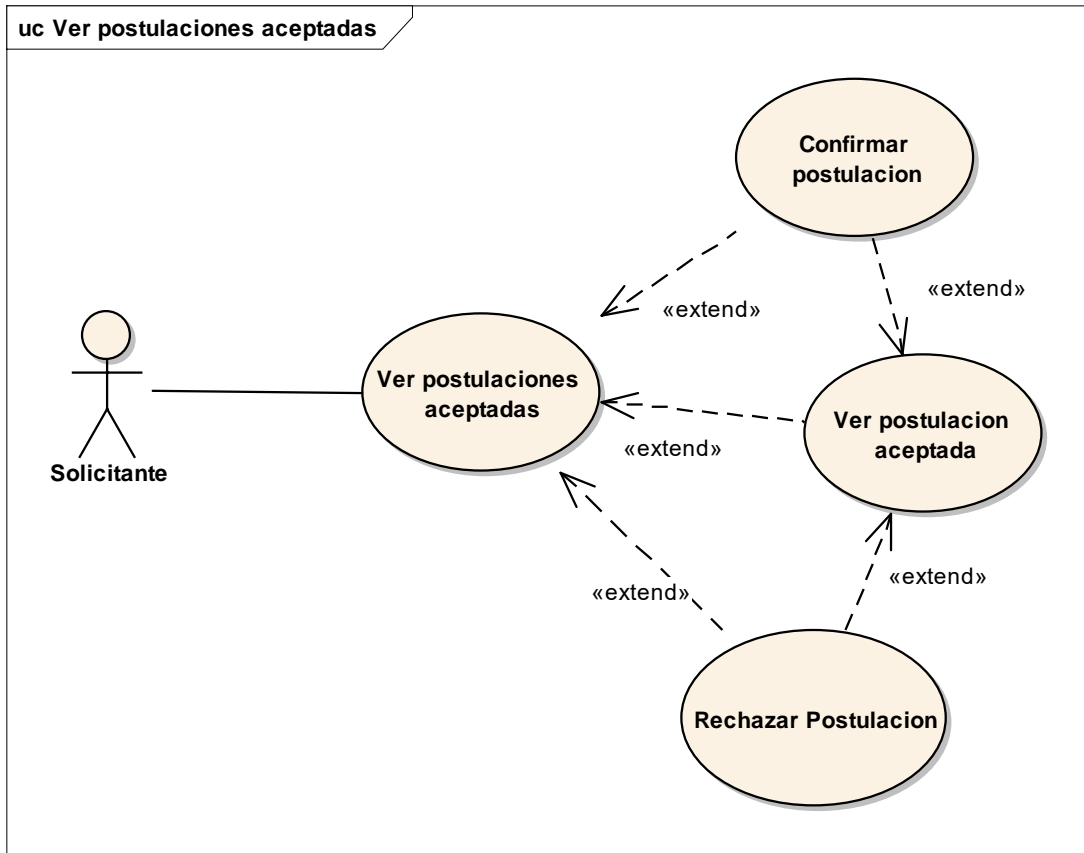 uc Ver postulaciones aceptadas
Confirmar
postulacion
«extend»
«extend»
Ver postulaciones
aceptadas
Ver postulacion
aceptada
«extend»
Solicitante
«extend»
«extend»
Rechazar Postulacion